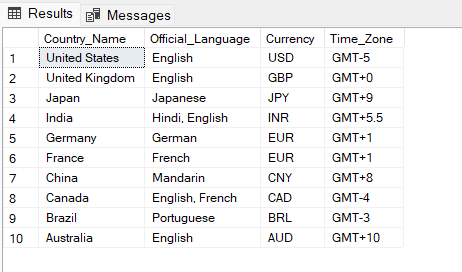 Results Messages
Country_Name Official_Language Currency Time_Zone
1 United States English USD GMT-5
2 United Kingdom English GBP GMT+0
3 Japan Japanese JPY GMT+9
4 India Hindi, English INR GMT+5.5
5 Germany German EUR GMT+1
6 France French EUR GMT+1
7 China Mandarin CNY GMT+8
8 Canada English, French CAD GMT-4
9 Brazil Portuguese BRL GMT-3
10 Australia English AUD GMT+10